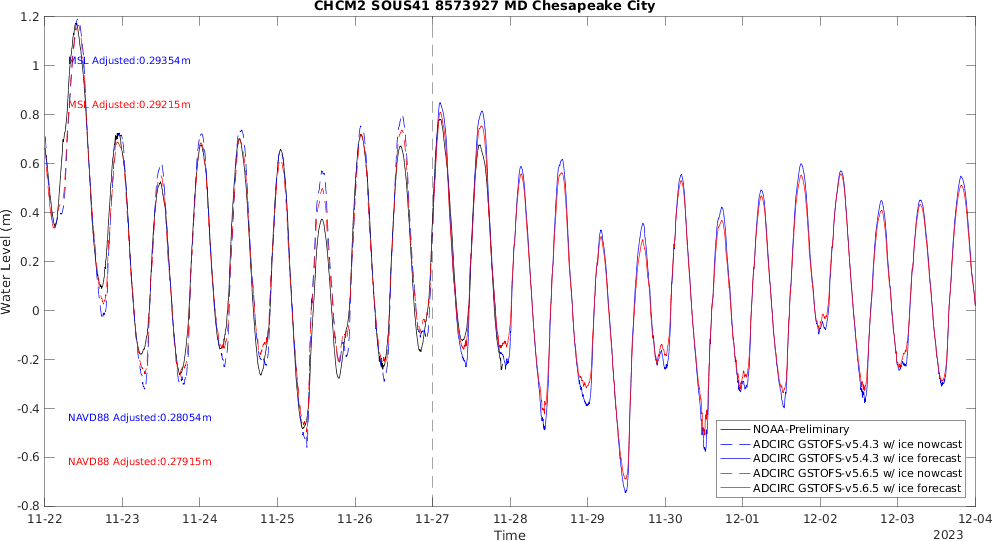 CHCM2 SOUS41 8573927 MD Chesapeake City
1.2
1
0.8
0.6
0.4
0.2
0
-0.2
-0.4
-0.6
-0.8
Water Level (m)
MSL Adjusted:0.29354m
MSL Adjusted:0.29215m
NAVD88 Adjusted:0.28054m
NAVD88 Adjusted:0.27915m
NOAA-Preliminary
ADCIRC GSTOFS-v5.4.3 w/ ice nowcast
ADCIRC GSTOFS-v5.4.3 w/ ice forecast
ADCIRC GSTOFS-v5.6.5 w/ ice nowcast
ADCIRC GSTOFS-v5.6.5 w/ ice forecast
11-22 11-23 11-24 11-25 11-26 11-27 11-28 11-29 11-30 12-01 12-02 12-03 12-04
Time
2023